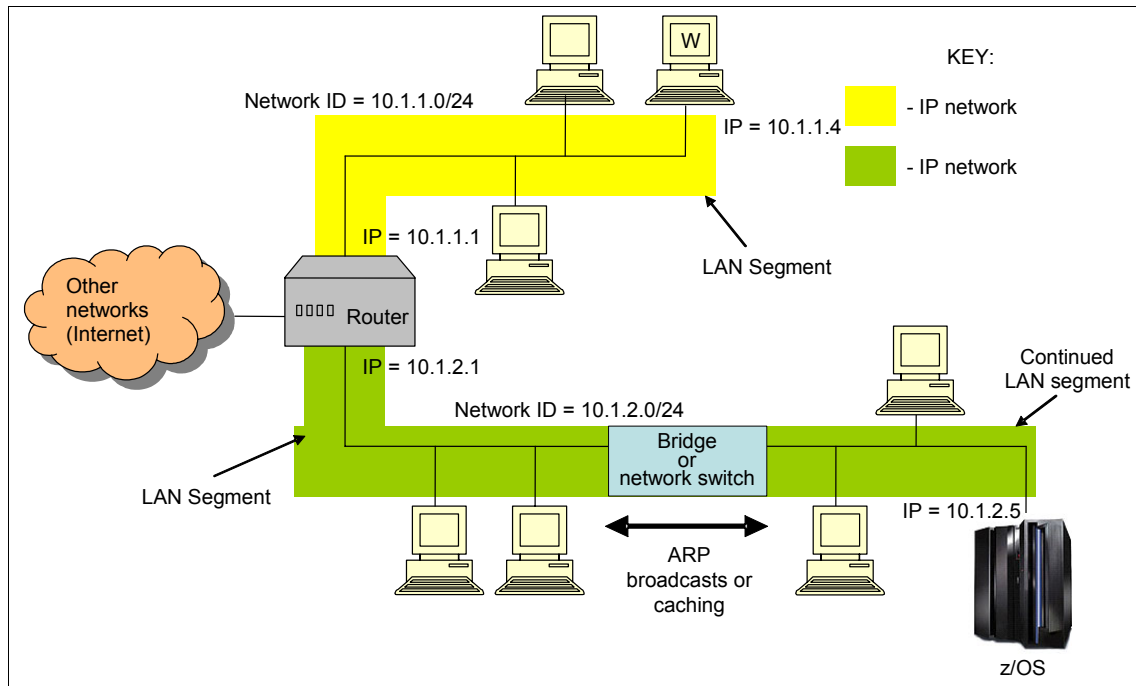 W
KEY:
Network ID = 10.1.1.0/24
- IP network
IP = 10.1.1.4
- IP network
IP = 10.1.1.1
LAN Segment
Other
networks
(Internet)
Router
IP = 10.1.2.1
Continued
LAN segment
Network ID = 10.1.2.0/24
Bridge
or
network switch
LAN Segment
IP = 10.1.2.5
ARP
broadcasts or
caching
z/OS